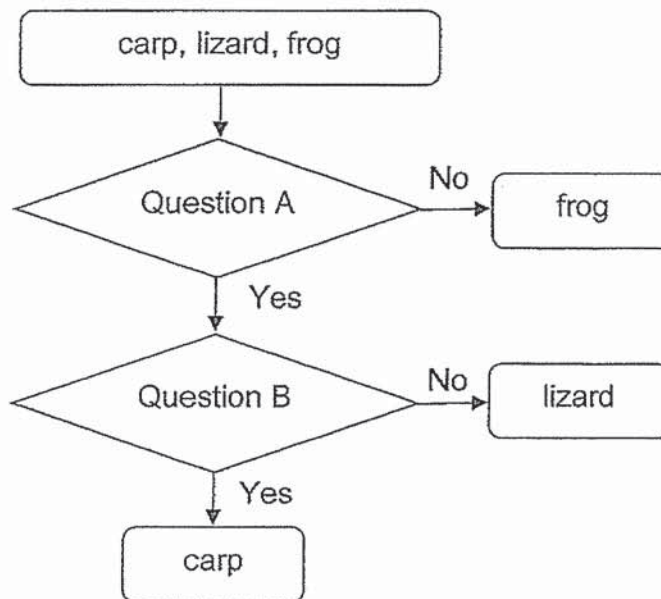 carp, lizard, frog
Question A
No
frog
Yes
Question B
No
lizard
Yes
carp